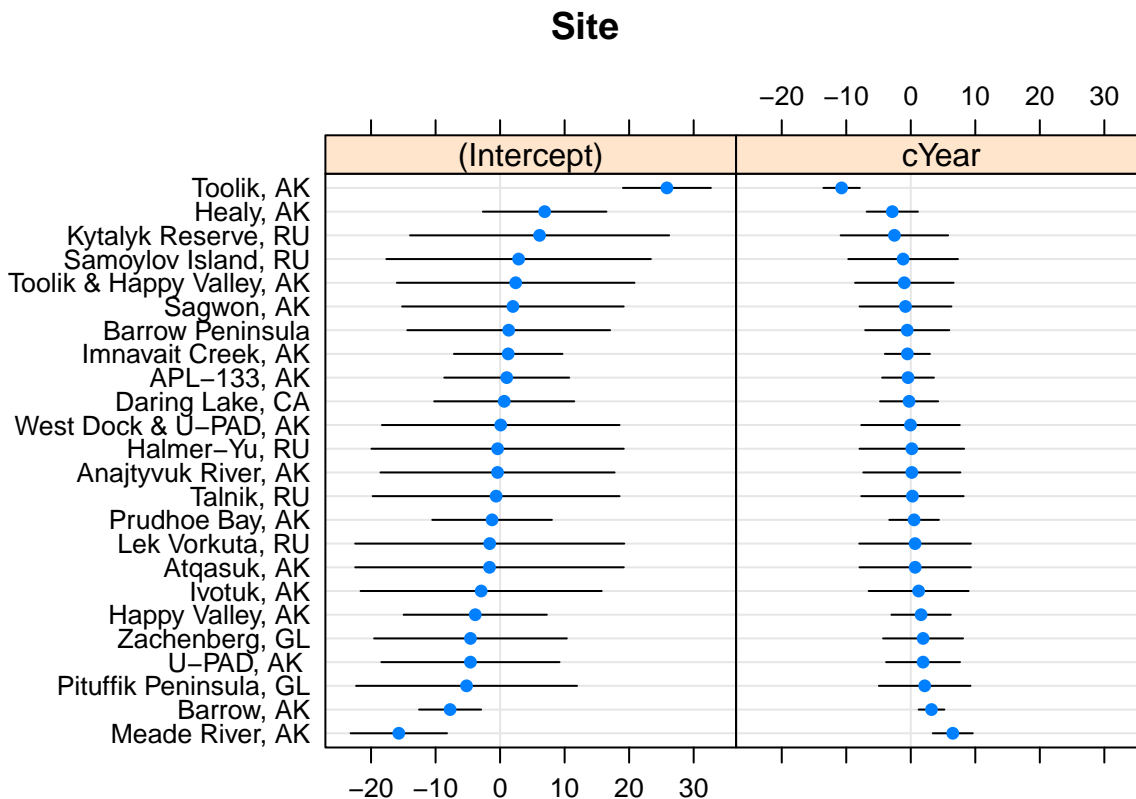 Site
−20 −10 0 10 20 30
(Intercept) cYear
Toolik, AK
Healy, AK
Kytalyk Reserve, RU
Samoylov Island, RU
Toolik & Happy Valley, AK
Sagwon, AK
Barrow Peninsula
Imnavait Creek, AK
APL−133, AK
Daring Lake, CA
West Dock & U−PAD, AK
Halmer−Yu, RU
Anajtyvuk River, AK
Talnik, RU
Prudhoe Bay, AK
Lek Vorkuta, RU
Atqasuk, AK
Ivotuk, AK
Happy Valley, AK
Zachenberg, GL
U−PAD, AK
Pituffik Peninsula, GL
Barrow, AK
Meade River, AK
−20 −10 0 10 20 30